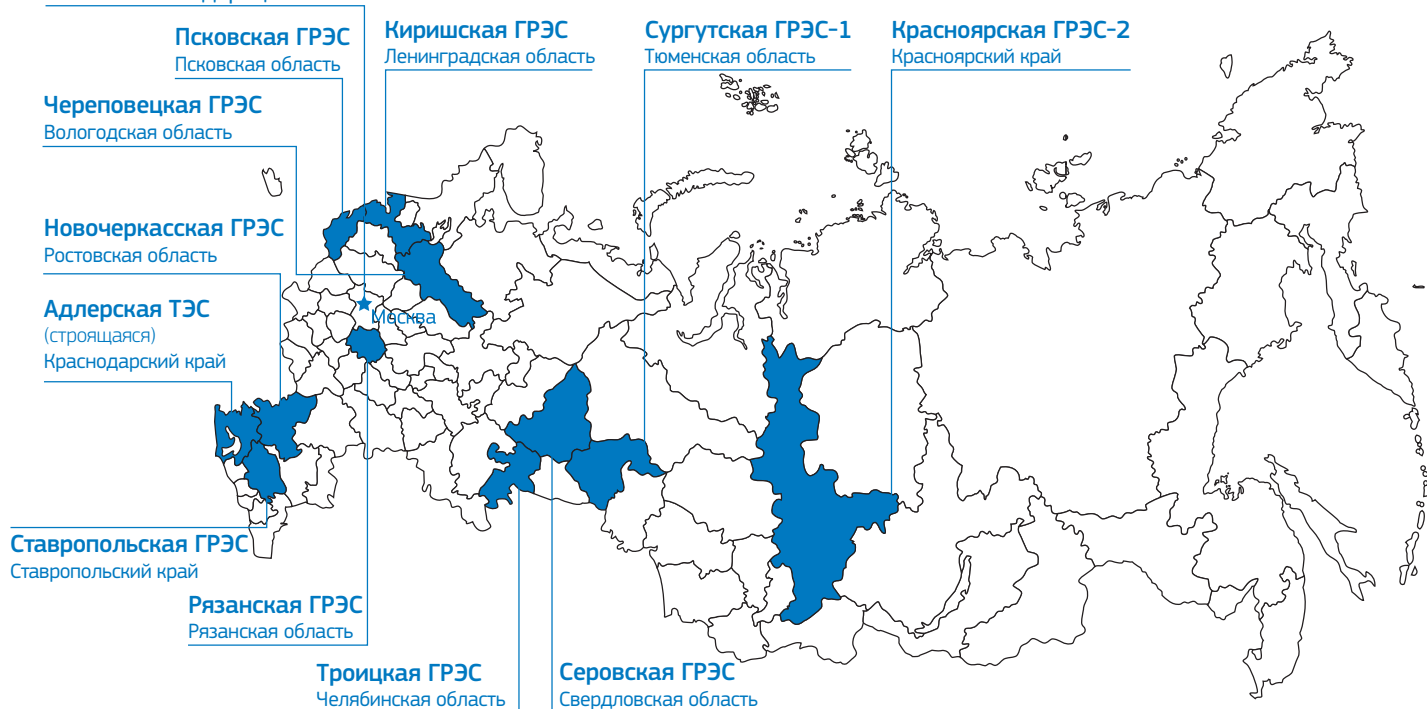 Псковская ГРЭС
Псковская область
Киришская ГРЭС
Ленинградская область
Сургутская ГРЭС-1
Тюменская область
Красноярская ГРЭС-2
Красноярский край
Череповецкая ГРЭС
Вологодская область
Новочеркасская ГРЭС
Ростовская область
Адлерская ТЭС
(строящаяся)
Краснодарский край
Москва
Ставропольская ГРЭС
Ставропольский край
Рязанская ГРЭС
Рязанская область
Троицкая ГРЭС
Челябинская область
Серовская ГРЭС
Свердловская область